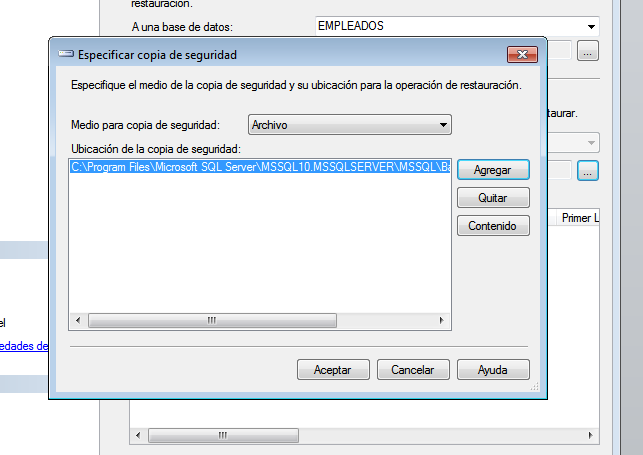 restauración.
A una base de datos:
EMPLEADOS
...
Especificar copia de seguridad
Especifique el medio de la copia de seguridad y su ubicación para la operación de restauración.
taurar.
Medio para copia de seguridad:
Archivo
Ubicación de la copia de seguridad:
C:\Program Files\Microsoft SQL Server\MSSQL10.MSSQLSERVER\MSSQL\Ba
Agregar
...
Quitar
Contenido
Primer L
el
edades de
Aceptar
Cancelar
Ayuda